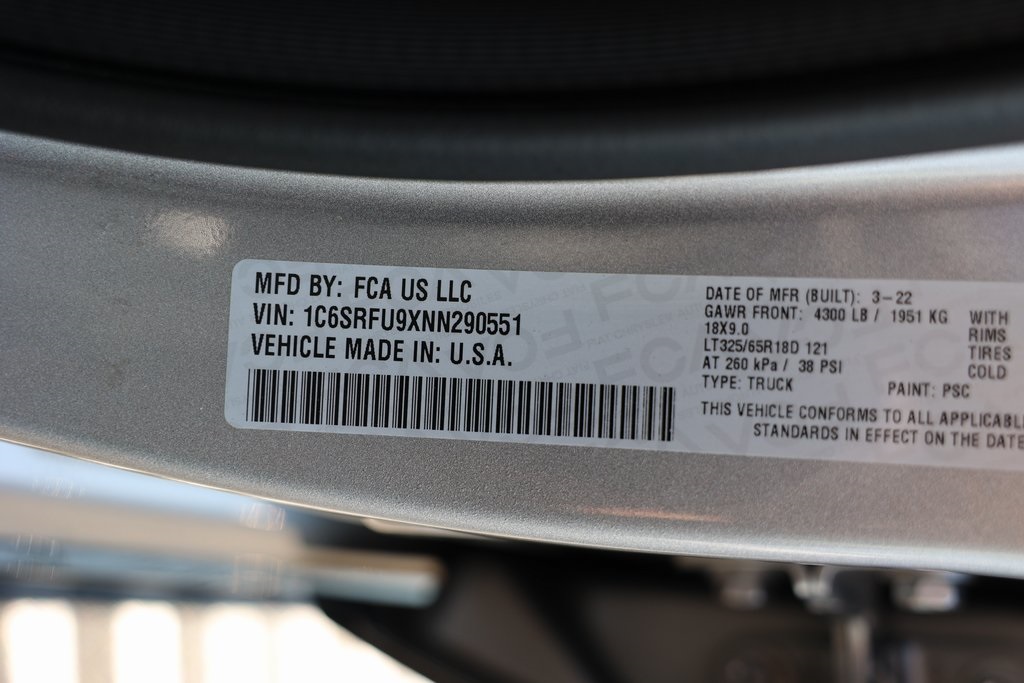 MFD BY: FCA US LLC
VIN: 1C6SRFU9XNN290551
VEHICLE MADE IN: U.S.A.
DATE OF MFR (BUILT): 3-22
GAWR FRONT: 4300 LB / 1951 KG WITH
18X9.0 RIMS
LT325/65R18D 121 TIRES
AT 260 kPa / 38 PSI COLD
TYPE: TRUCK PAINT: PSC
THIS VEHICLE CONFORMS TO ALL APPLICABL
STANDARDS IN EFFECT ON THE DATE